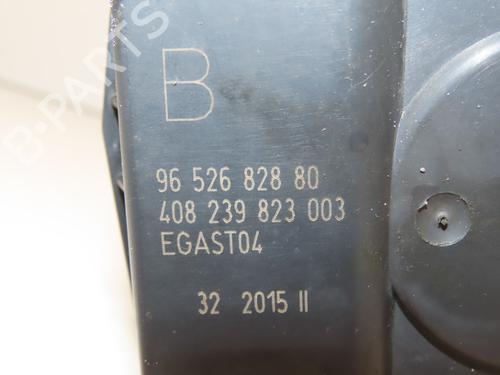 B-PARTS
B
96 526 828 80
408 239 823 003
EGAST04
32 2015 II